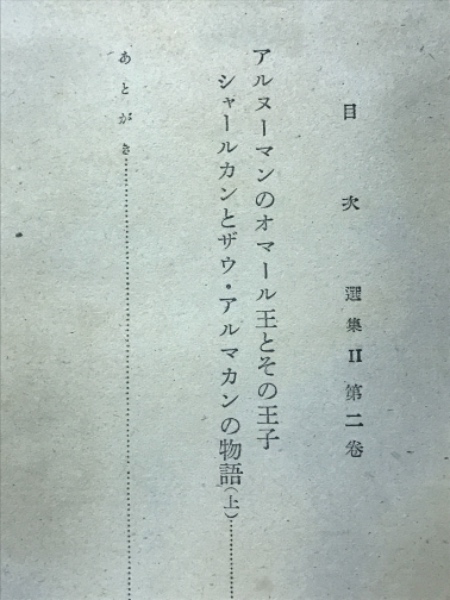 目次 選集II 第二巻
アルヌーマンのオマール王とその王子
シャールカンとザウ・アルマカンの物語(上)……………
あとがき……………………………………